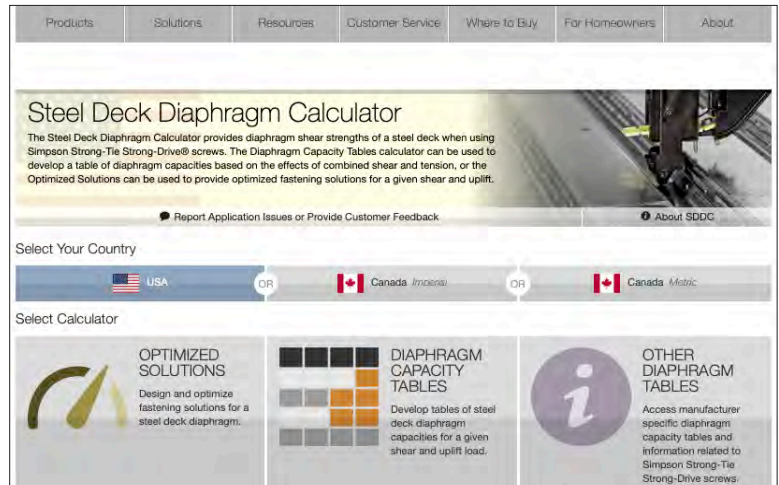 Products Solutions Resources Customer Service Where to Buy For Homeowners About
Steel Deck Diaphragm Calculator
The Steel Deck Diaphragm Calculator provides diaphragm shear strengths of a steel deck when using
Simpson Strong-Tie Strong-Drive® screws. The Diaphragm Capacity Tables calculator can be used to
develop a table of diaphragm capacities based on the effects of combined shear and tension, or the
Optimized Solutions can be used to provide optimized fastening solutions for a given shear and uplift.
Report Application Issues or Provide Customer Feedback
About SDDC
Select Your Country
USA OR Canada Imperial OR Canada Metric
Select Calculator
OPTIMIZED
SOLUTIONS
Design and optimize
fastening solutions for a
steel deck diaphragm.
DIAPHRAGM
CAPACITY
TABLES
Develop tables of steel
deck diaphragm
capacities for a given
shear and uplift load.
OTHER
DIAPHRAGM
TABLES
Access manufacturer
specific diaphragm
capacity tables and
information related to
Simpson Strong-Tie
Strong-Drive screws.